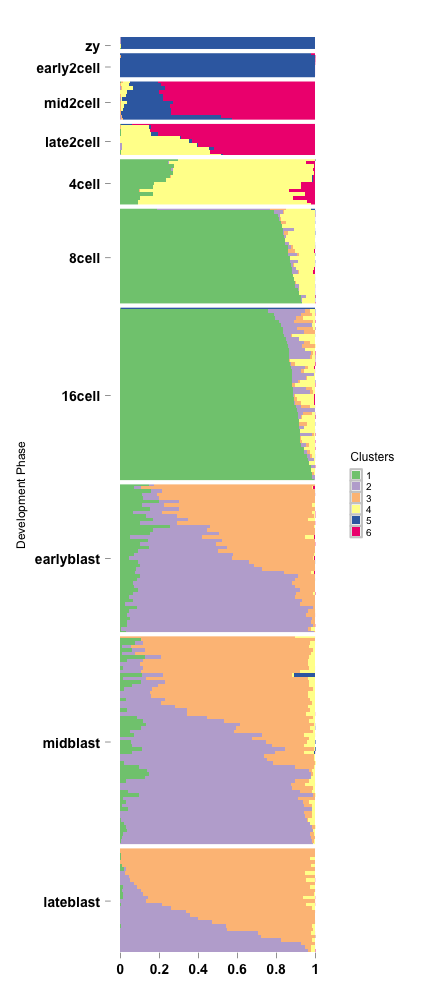 zy
early2cell
mid2cell
late2cell
4cell
8cell
16cell
earlyblast
midblast
lateblast
Development Phase
0 0.2 0.4 0.6 0.8 1
Clusters
1
2
3
4
5
6